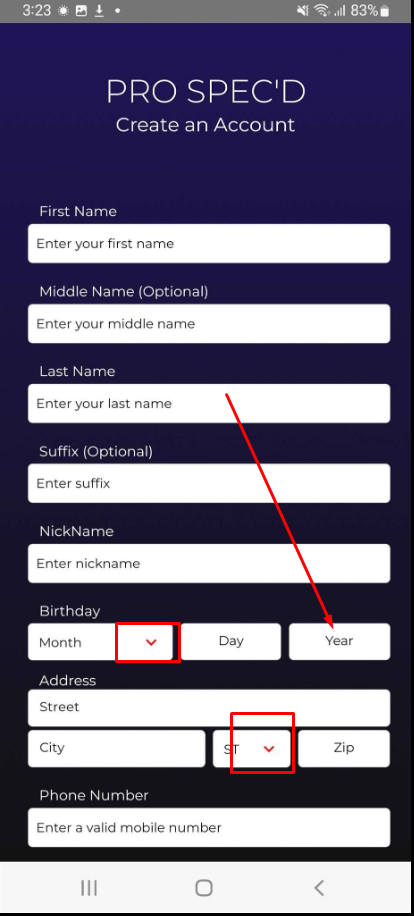 3:23 83%
PRO SPEC'D
Create an Account
First Name
Enter your first name
Middle Name (Optional)
Enter your middle name
Last Name
Enter your last name
Suffix (Optional)
Enter suffix
NickName
Enter nickname
Birthday
Month Day Year
Address
Street
City ST Zip
Phone Number
Enter a valid mobile number